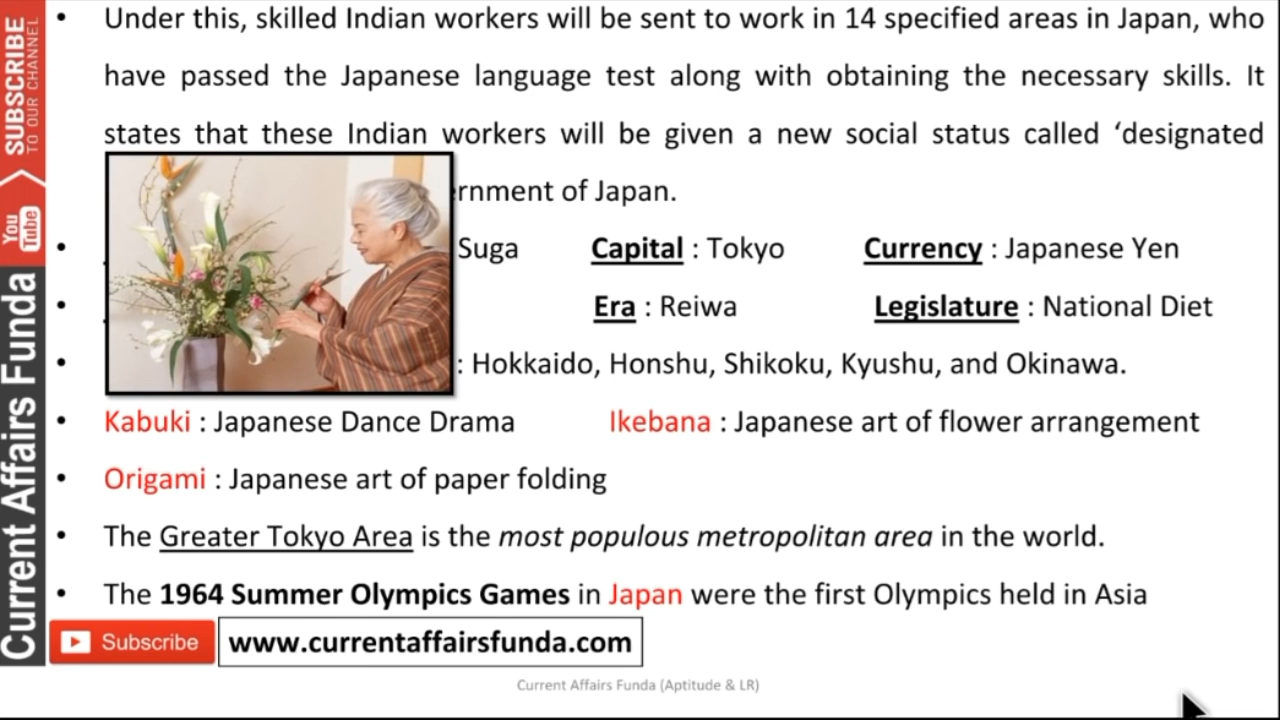 SUBSCRIBE
TO OUR CHANNEL
You
Tube
Current Affairs Funda
• Under this, skilled Indian workers will be sent to work in 14 specified areas in Japan, who
have passed the Japanese language test along with obtaining the necessary skills. It
states that these Indian workers will be given a new social status called ‘designated
ernment of Japan.
• Suga Capital : Tokyo Currency : Japanese Yen
• Era : Reiwa Legislature : National Diet
• : Hokkaido, Honshu, Shikoku, Kyushu, and Okinawa.
• Kabuki : Japanese Dance Drama Ikebana : Japanese art of flower arrangement
• Origami : Japanese art of paper folding
• The Greater Tokyo Area is the most populous metropolitan area in the world.
• The 1964 Summer Olympics Games in Japan were the first Olympics held in Asia
Subscribe www.currentaffairsfunda.com
Current Affairs Funda (Aptitude & LR)